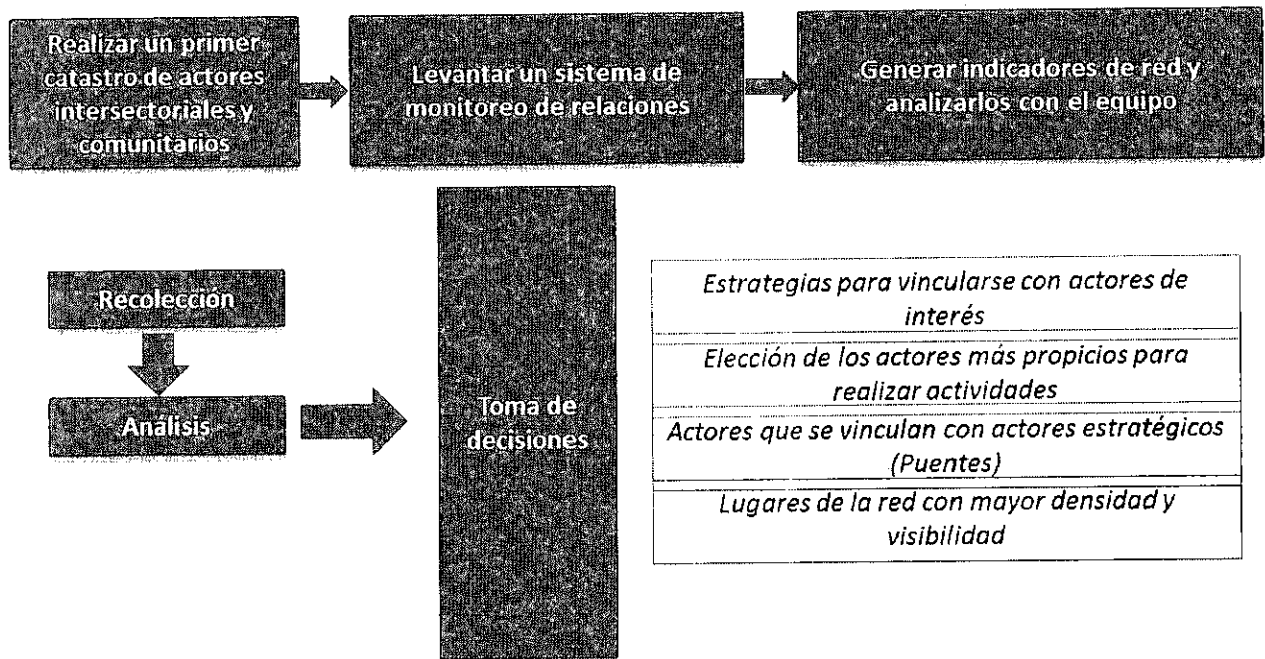 Realizar un primer
catastro de actores
intersectoriales y
comunitarios
Levantar un sistema de
monitoreo de relaciones
Generar indicadores de red y
analizarlos con el equipo
Recolección
Análisis
Toma de
decisiones
Estrategias para vincularse con actores de
interés
Elección de los actores más propicios para
realizar actividades
Actores que se vinculan con actores estratégicos
(Puentes)
Lugares de la red con mayor densidad y
visibilidad